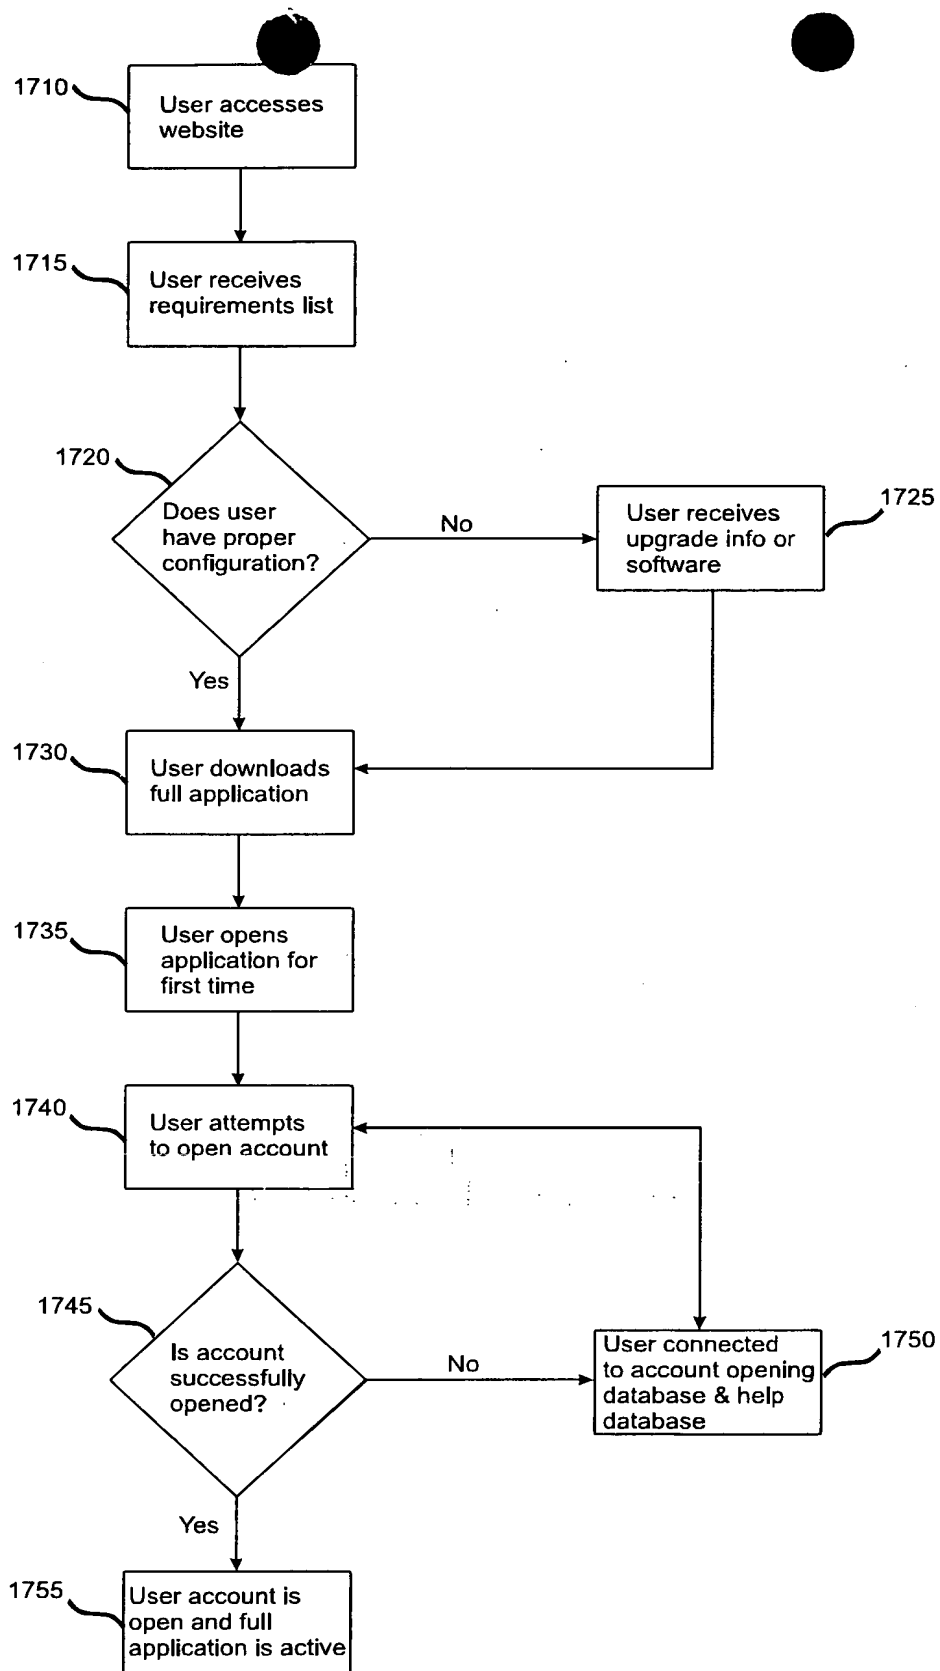 1710
User accesses
website
1715
User receives
requirements list
1720
Does user
have proper
configuration?
No
1725
User receives
upgrade info or
software
Yes
1730
User downloads
full application
1735
User opens
application for
first time
1740
User attempts
to open account
1745
Is account
successfully
opened?
No
1750
User connected
to account opening
database & help
database
Yes
1755
User account is
open and full
application is active